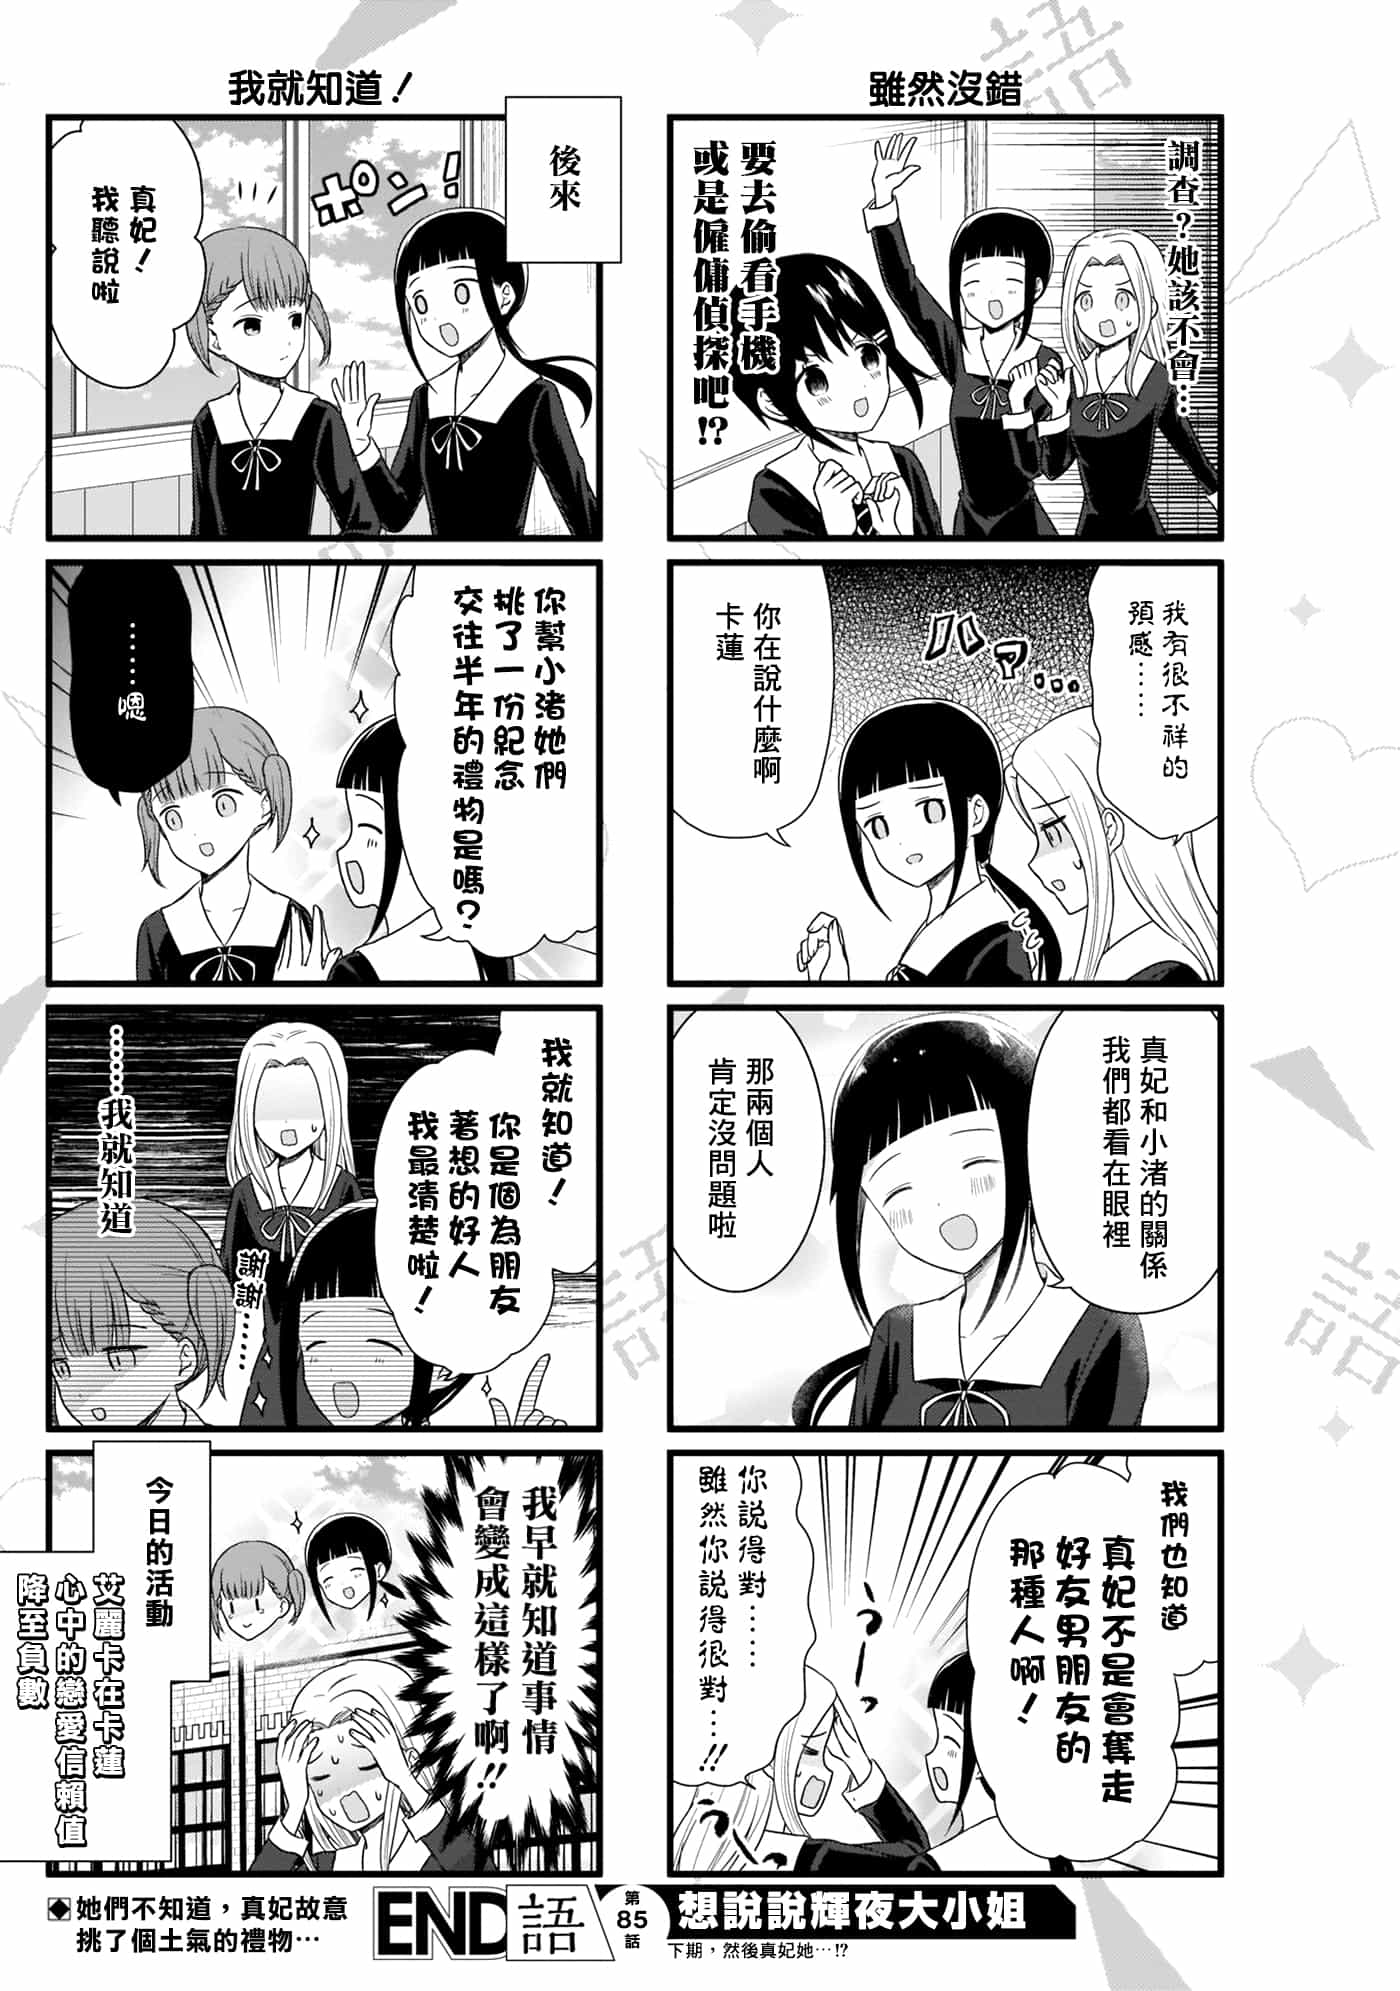 雖然沒錯
調查？她該不會…
要去偷看手機
或是僱傭偵探吧!?
我有很不祥的
預感……
ハァ…
你在說什麼啊
卡蓮
真妃和小渚的關係
我們都看在眼裡
那兩個人
肯定沒問題啦
我們也知道
真妃不是會奪走
好友男朋友的
那種人啊！
你說得對……
雖然你說得很對…!!
う～
う～
我就知道！
後來
ポン！
真妃！
我聽說啦
你幫小渚她們
挑了一份紀念
交往半年的禮物是嗎？
……嗯
我就知道！
你是個為朋友
著想的好人
我最清楚啦！
謝謝……
……我就知道
我早就知道事情
會變成這樣了啊!!
今日的活動
艾麗卡在卡蓮
心中的戀愛信賴值
降至負數
她們不知道，真妃故意
挑了個土氣的禮物…
END
語
第85話
想說說輝夜大小姐
下期，然後真妃她…!?
語
語
語